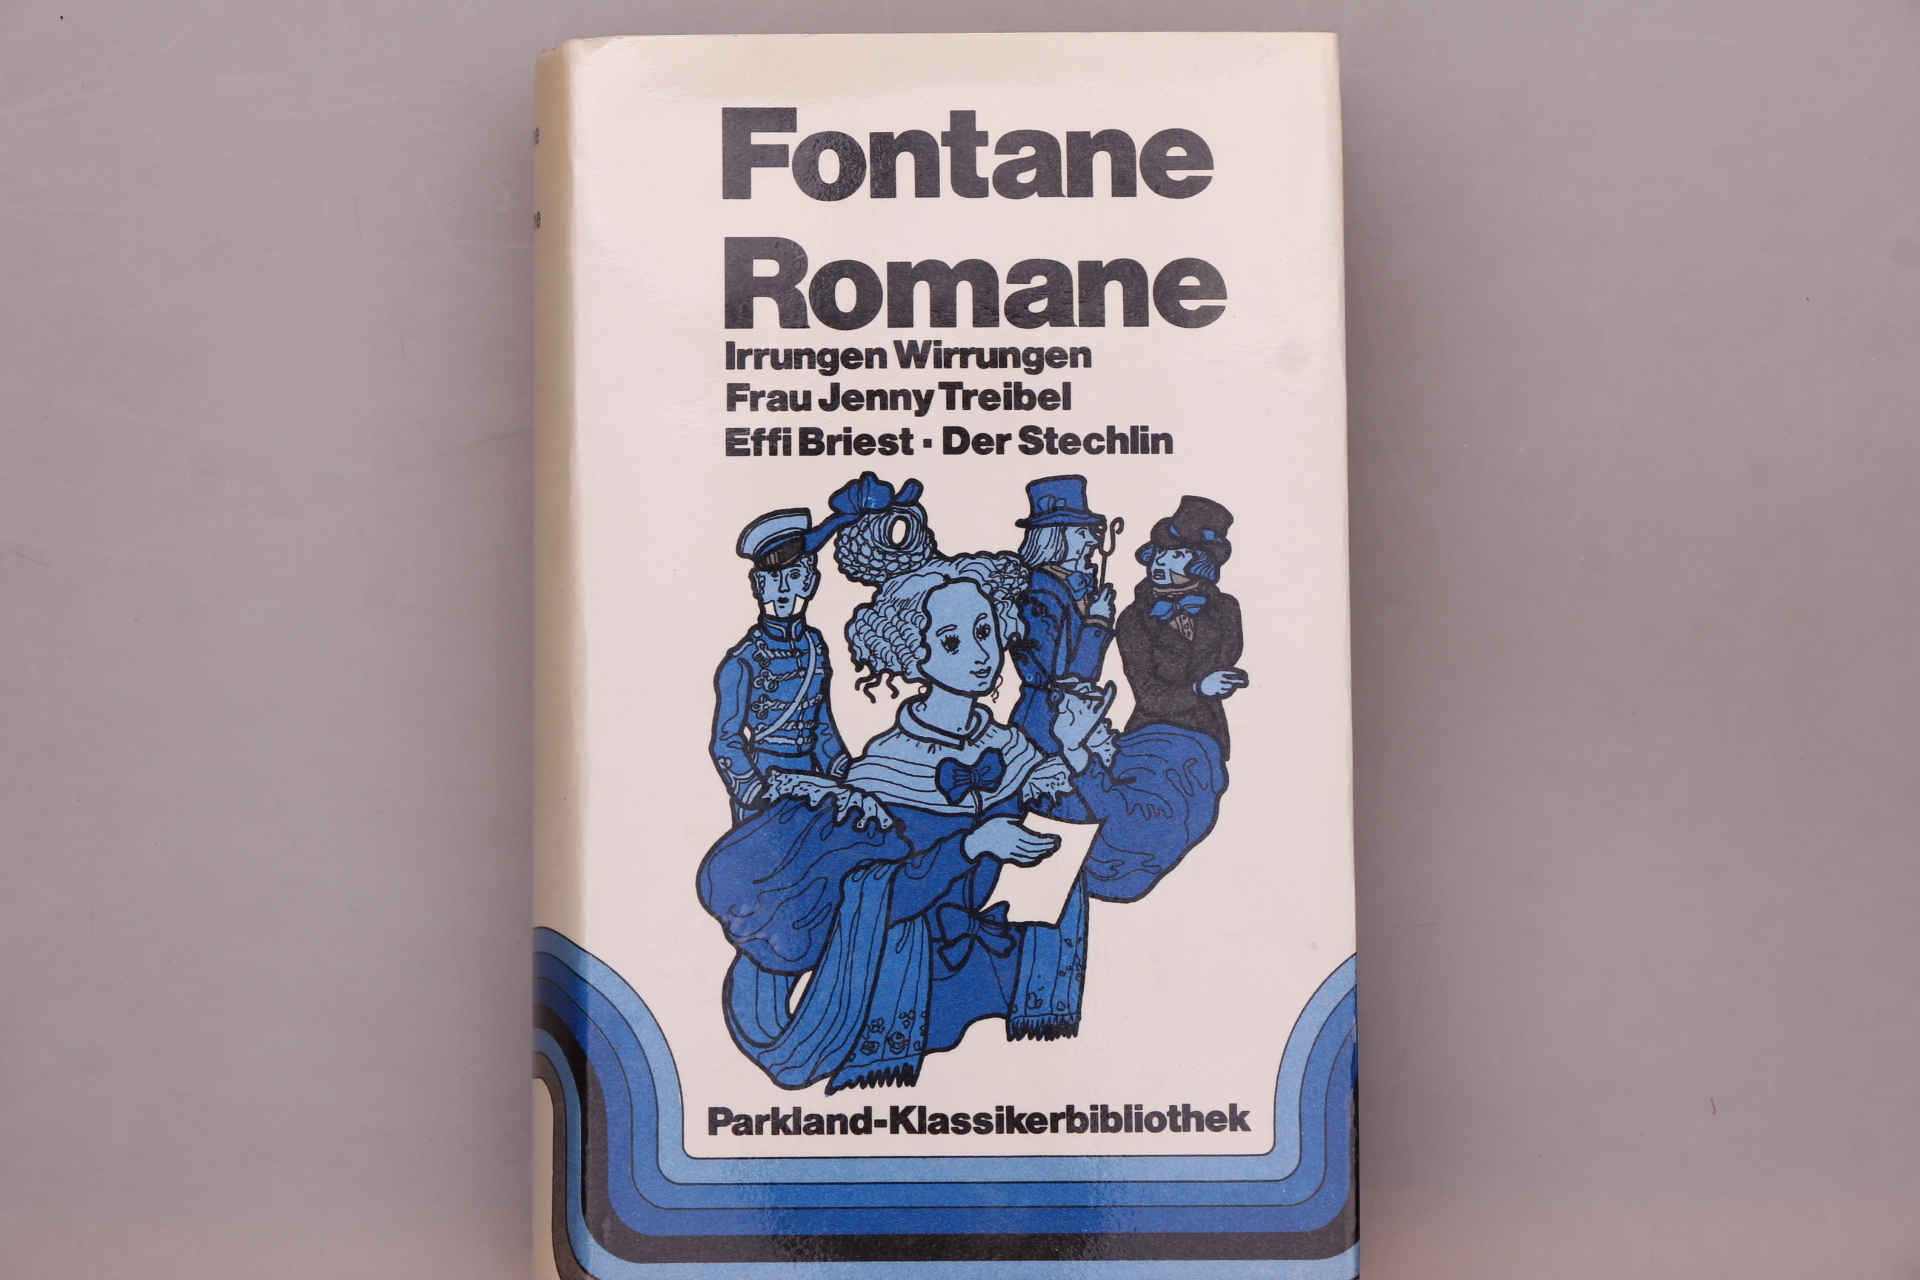 Fontane
Romane
Irrungen Wirrungen
Frau Jenny Treibel
Effi Briest · Der Stechlin
Parkland-Klassikerbibliothek